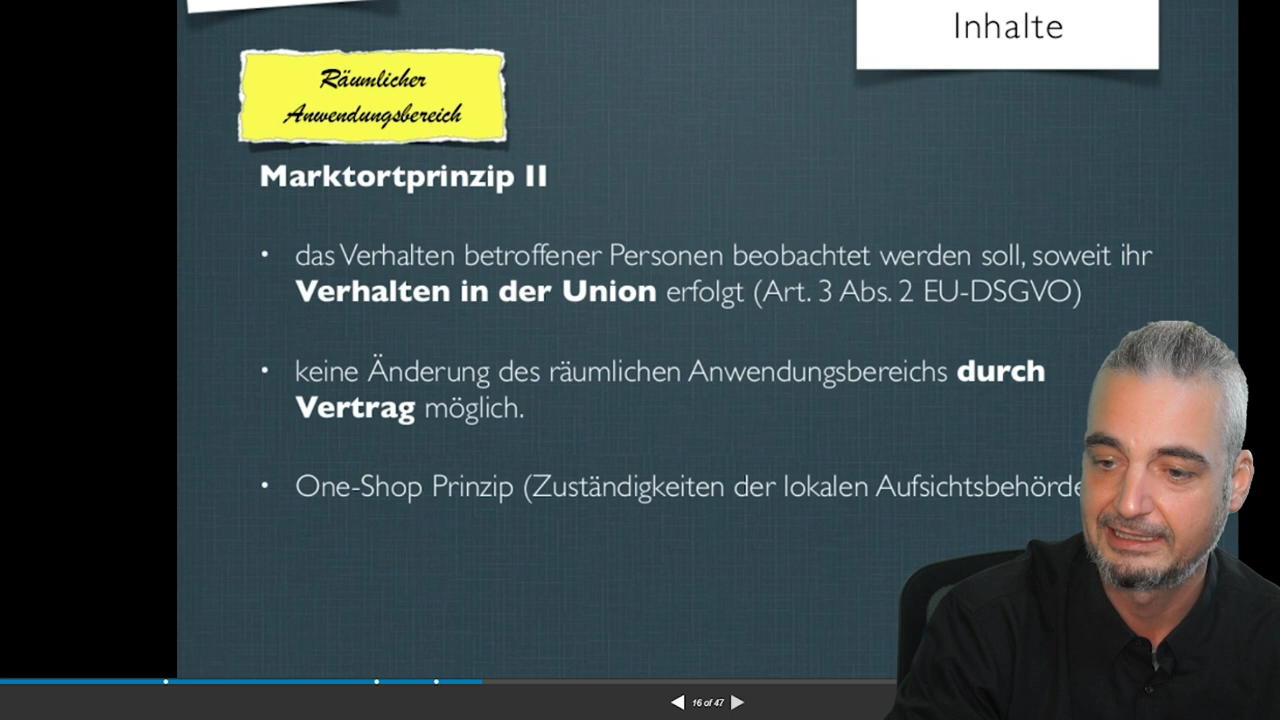 Inhalte
Räumlicher
Anwendungsbereich
Marktortprinzip II
• das Verhalten betroffener Personen beobachtet werden soll, soweit ihr
Verhalten in der Union erfolgt (Art. 3 Abs. 2 EU-DSGVO)
• keine Änderung des räumlichen Anwendungsbereichs durch
Vertrag möglich.
• One-Shop Prinzip (Zuständigkeiten der lokalen Aufsichtsbehörde
16 of 47